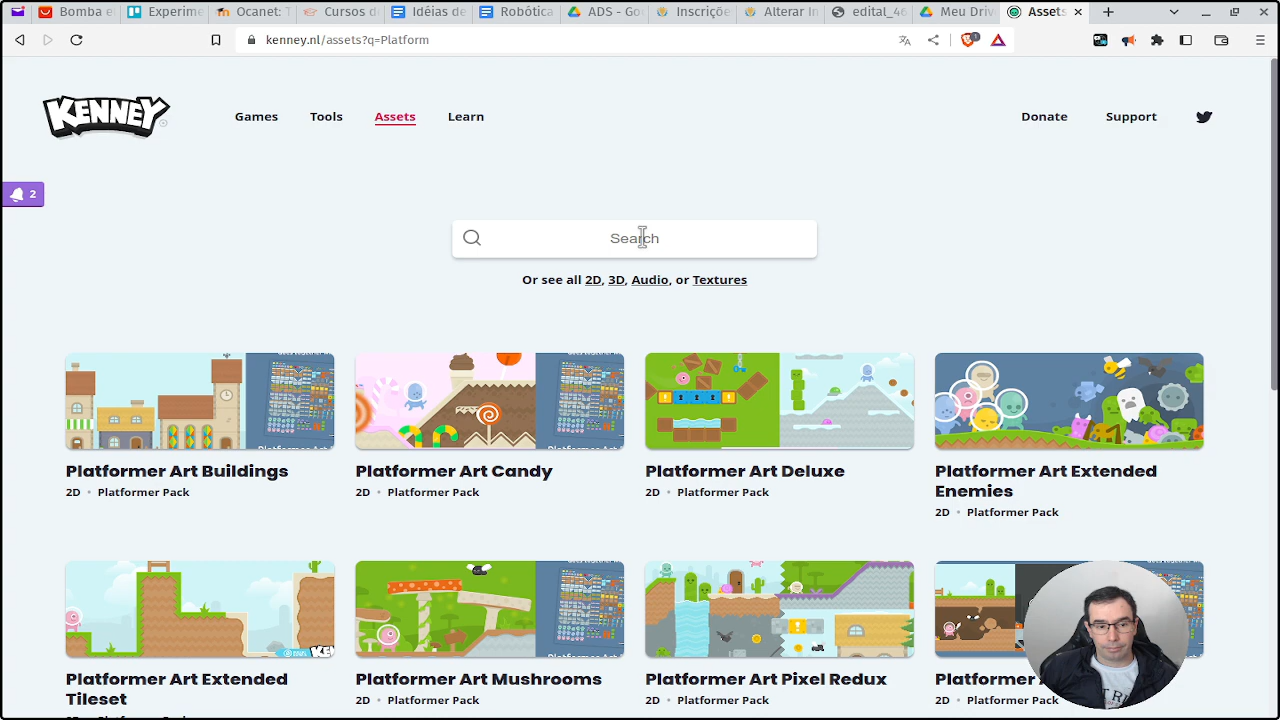 Bomba e
Experime
Ocanet: T
Cursos d
Idéias de
Robótica
ADS - Go
Inscriçõe
Alterar In
edital_46
Meu Driv
Assets
kenney.nl/assets?q=Platform
KENNEY
Games
Tools
Assets
Learn
Donate
Support
2
Search
Or see all 2D, 3D, Audio, or Textures
Platformer Art Buildings
2D • Platformer Pack
Platformer Art Candy
2D • Platformer Pack
Platformer Art Deluxe
2D • Platformer Pack
Platformer Art Extended
Enemies
2D • Platformer Pack
Platformer Art Extended
Tileset
Platformer Art Mushrooms
2D • Platformer Pack
Platformer Art Pixel Redux
2D • Platformer Pack
Platformer
2D • Platformer Pack